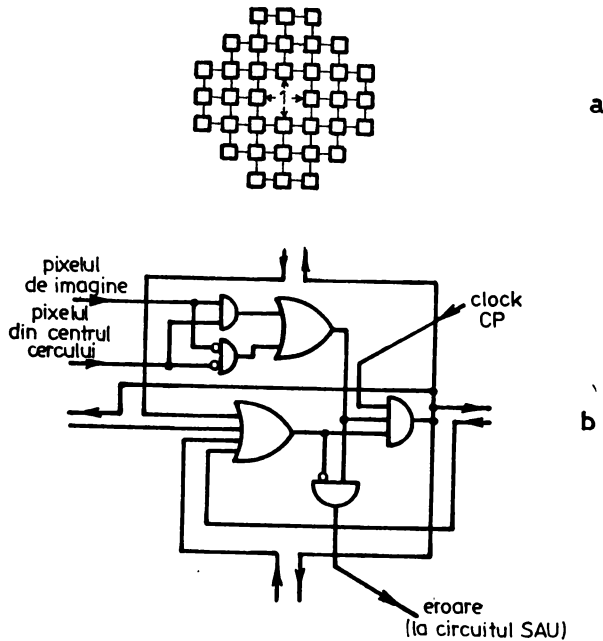 1
a
pixelul
de imagine
pixelul
din centrul
cercului
clock
CP
b
eroare
(la circuitul SAU)